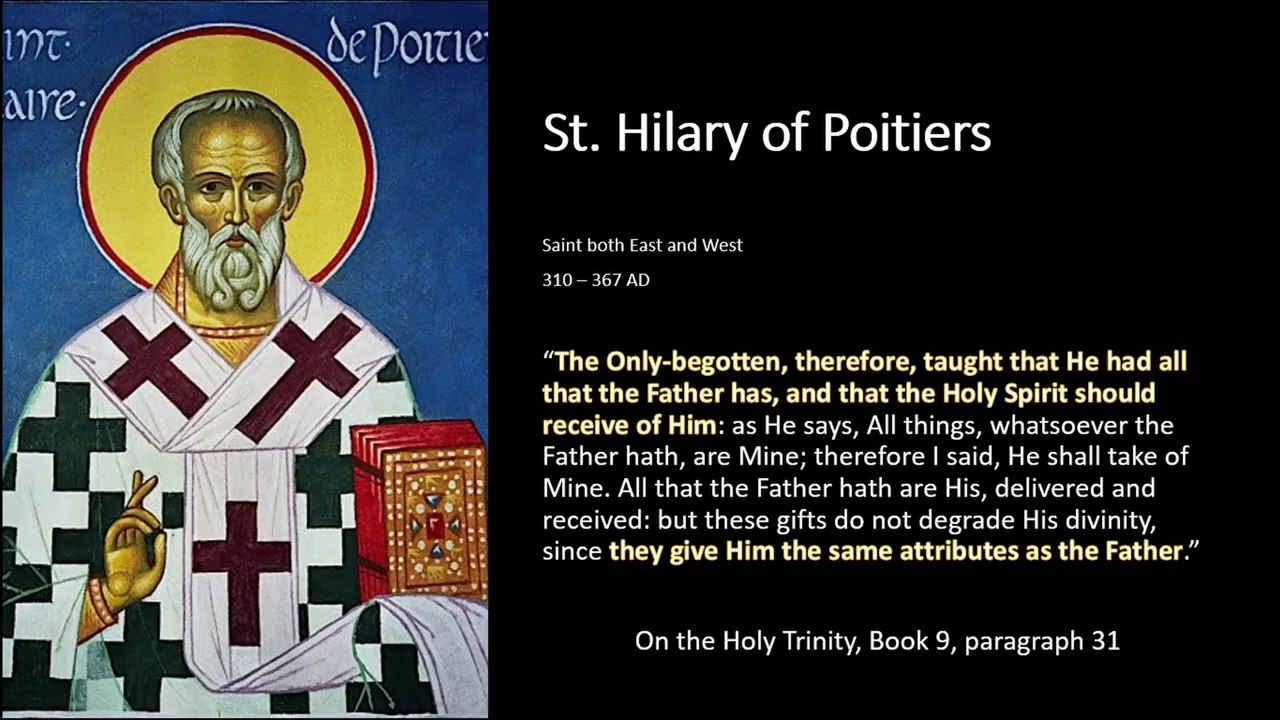 int.
de Poitie
aire.
St. Hilary of Poitiers
Saint both East and West
310 – 367 AD
“The Only-begotten, therefore, taught that He had all
that the Father has, and that the Holy Spirit should
receive of Him: as He says, All things, whatsoever the
Father hath, are Mine; therefore I said, He shall take of
Mine. All that the Father hath are His, delivered and
received: but these gifts do not degrade His divinity,
since they give Him the same attributes as the Father.”
On the Holy Trinity, Book 9, paragraph 31